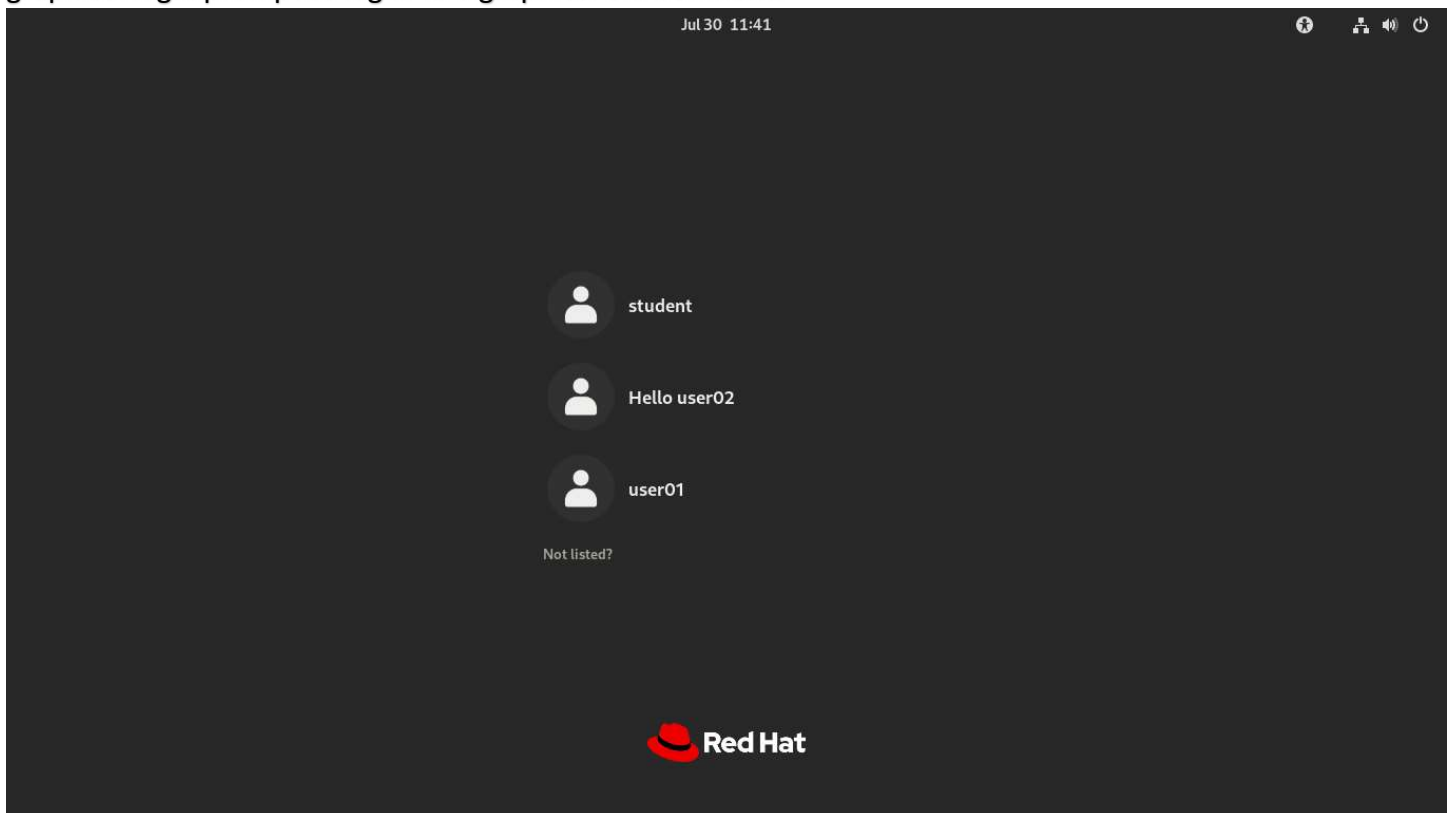 Jul 30 11:41
student
Hello user02
user01
Not listed?
Red Hat